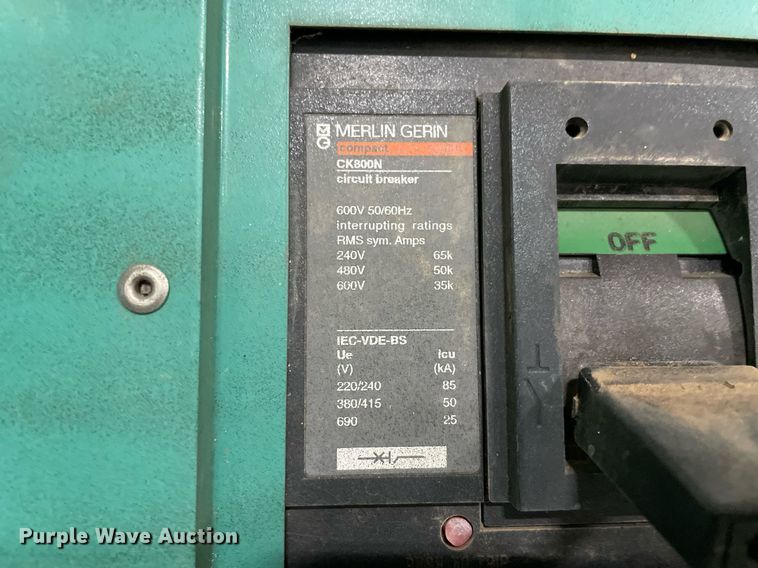 MG MERLIN GERIN
compact
CK800N
circuit breaker
600V 50/60Hz
interrupting ratings
RMS sym. Amps
240V 65k
480V 50k
600V 35k
IEC-VDE-BS
Ue Icu
(V) (kA)
220/240 85
380/415 50
690 25
OFF
Purple Wave Auction